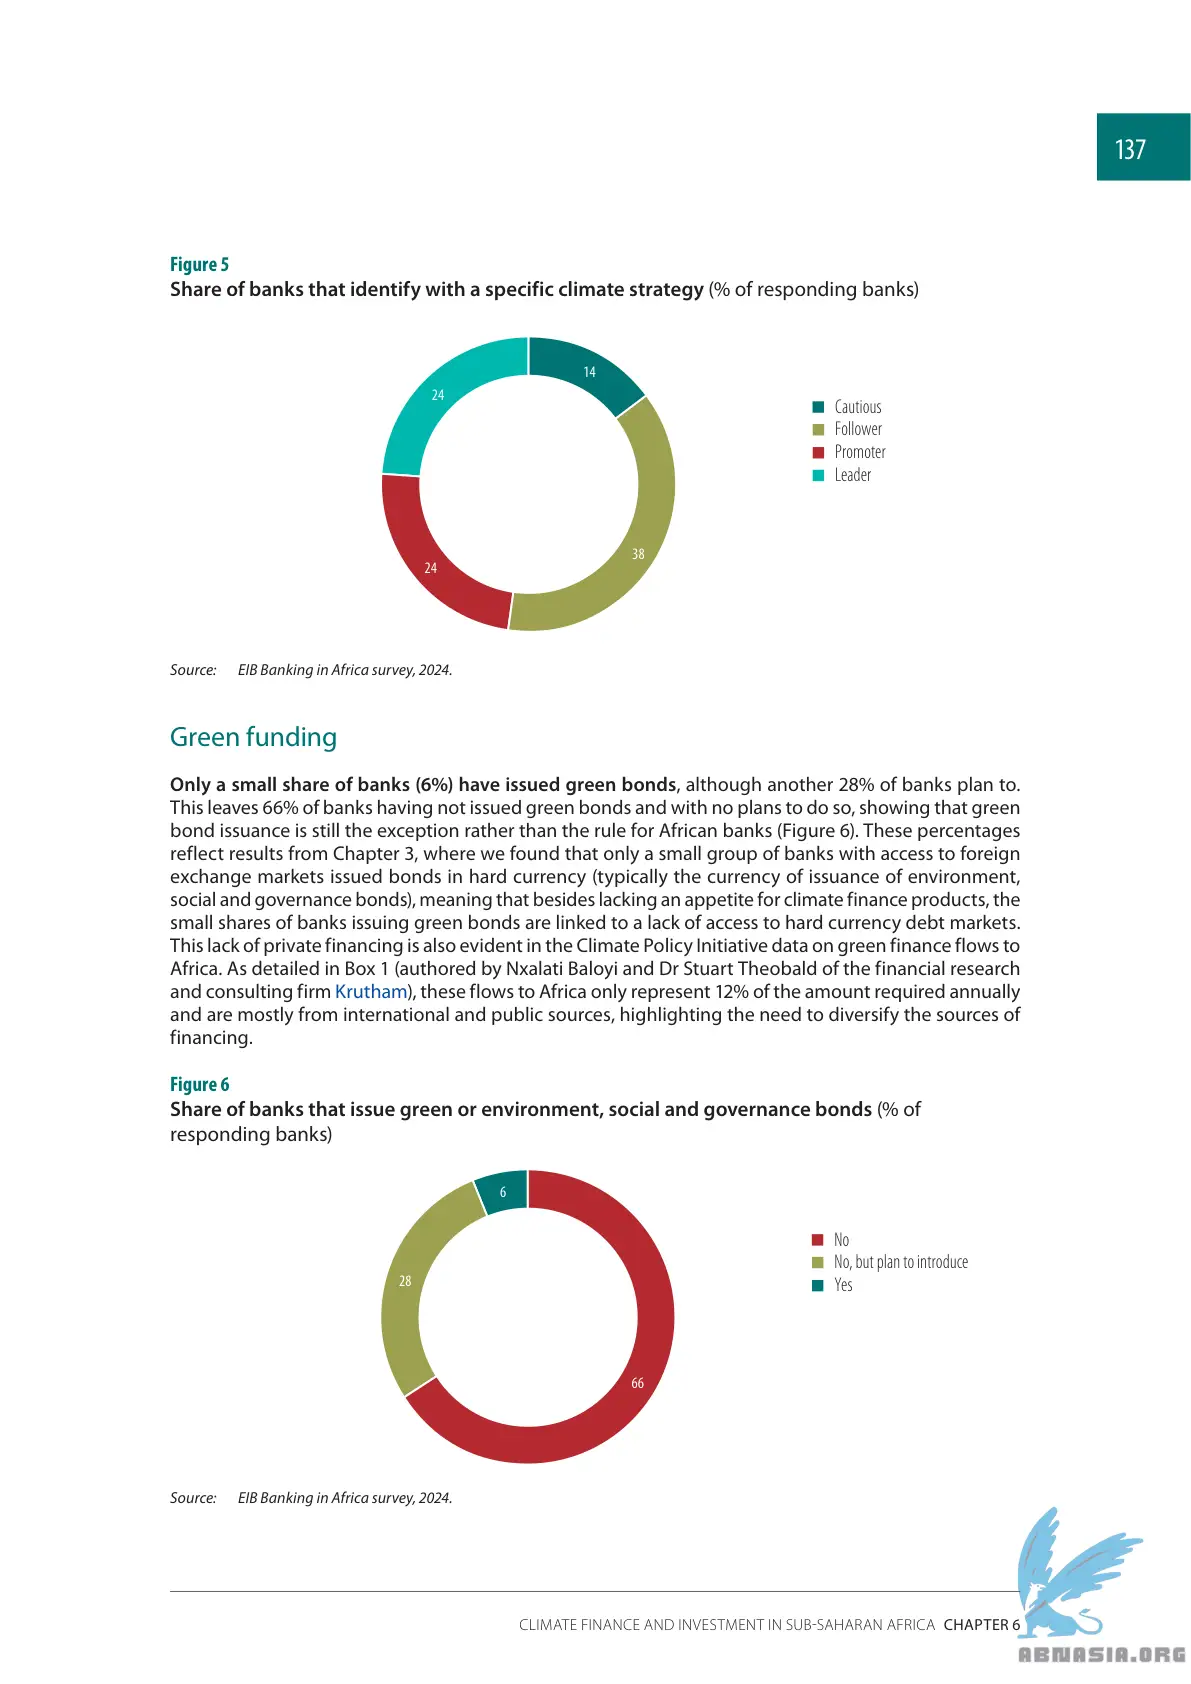 137
Figure 5
Share of banks that identify with a specific climate strategy (% of responding banks)
14
24
38
24
Cautious
Follower
Promoter
Leader
Source: EIB Banking in Africa survey, 2024.
Green funding
Only a small share of banks (6%) have issued green bonds, although another 28% of banks plan to.
This leaves 66% of banks having not issued green bonds and with no plans to do so, showing that green
bond issuance is still the exception rather than the rule for African banks (Figure 6). These percentages
reflect results from Chapter 3, where we found that only a small group of banks with access to foreign
exchange markets issued bonds in hard currency (typically the currency of issuance of environment,
social and governance bonds), meaning that besides lacking an appetite for climate finance products, the
small shares of banks issuing green bonds are linked to a lack of access to hard currency debt markets.
This lack of private financing is also evident in the Climate Policy Initiative data on green finance flows to
Africa. As detailed in Box 1 (authored by Nxalati Baloyi and Dr Stuart Theobald of the financial research
and consulting firm Krutham), these flows to Africa only represent 12% of the amount required annually
and are mostly from international and public sources, highlighting the need to diversify the sources of
financing.
Figure 6
Share of banks that issue green or environment, social and governance bonds (% of
responding banks)
6
28
66
No
No, but plan to introduce
Yes
Source: EIB Banking in Africa survey, 2024.
CLIMATE FINANCE AND INVESTMENT IN SUB-SAHARAN AFRICA CHAPTER 6
ABNASIA.ORG